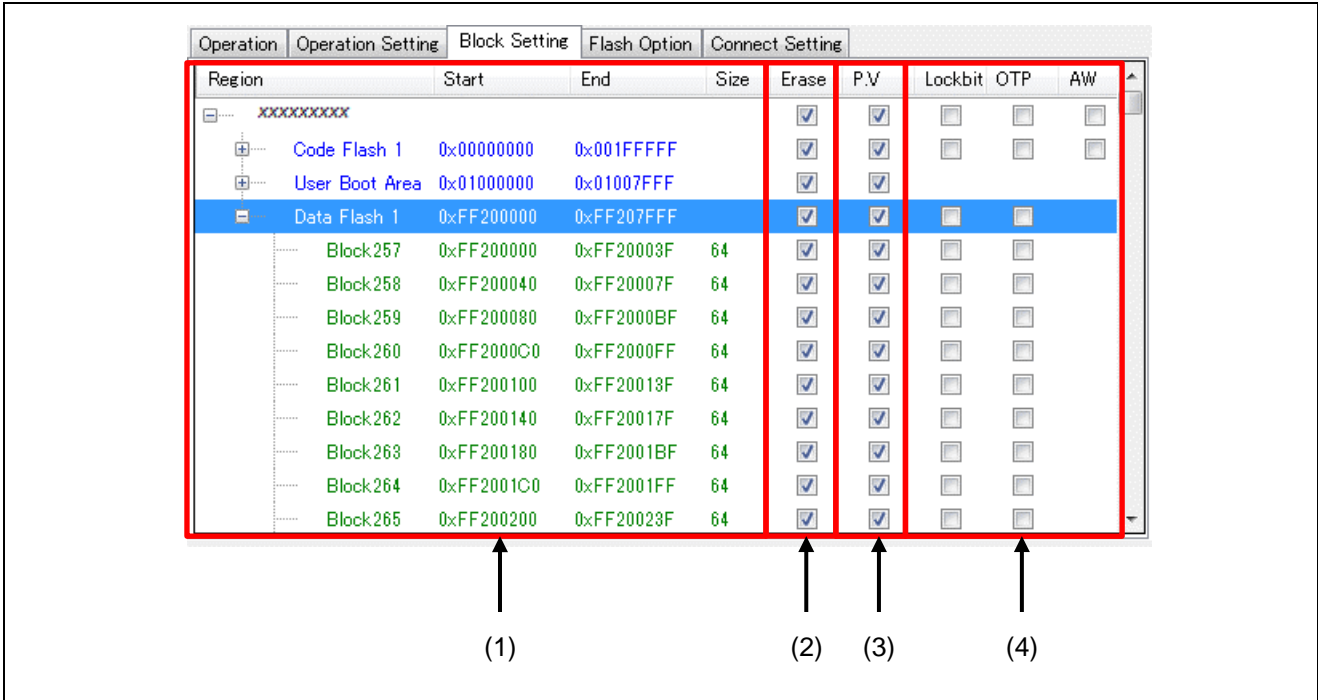 Operation Operation Setting Block Setting Flash Option Connect Setting
Region Start End Size Erase P.V Lockbit OTP AW
xxxxxxxxx
Code Flash 1 0x00000000 0x001FFFFF
User Boot Area 0x01000000 0x01007FFF
Data Flash 1 0xFF200000 0xFF207FFF
Block257 0xFF200000 0xFF20003F 64
Block258 0xFF200040 0xFF20007F 64
Block259 0xFF200080 0xFF2000BF 64
Block260 0xFF2000C0 0xFF2000FF 64
Block261 0xFF200100 0xFF20013F 64
Block262 0xFF200140 0xFF20017F 64
Block263 0xFF200180 0xFF2001BF 64
Block264 0xFF2001C0 0xFF2001FF 64
Block265 0xFF200200 0xFF20023F 64
(1) (2) (3) (4)